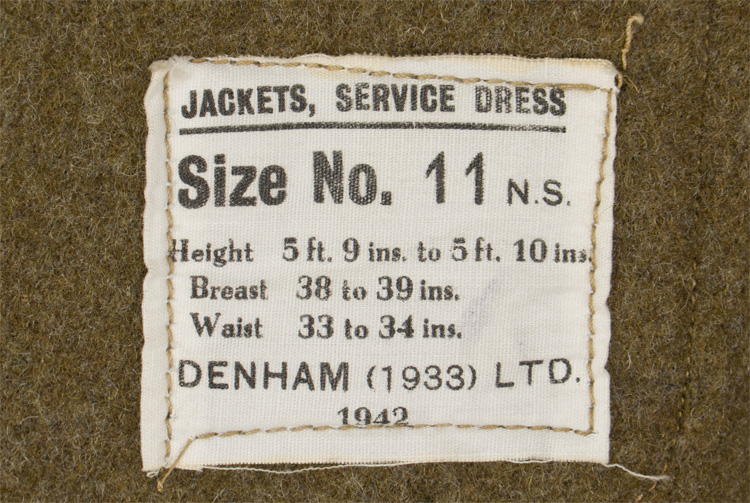 JACKETS, SERVICE DRESS
Size No. 11 N.S.
Height 5 ft. 9 ins. to 5 ft. 10 ins.
Breast 38 to 39 ins.
Waist 33 to 34 ins.
DENHAM (1933) LTD.
1942